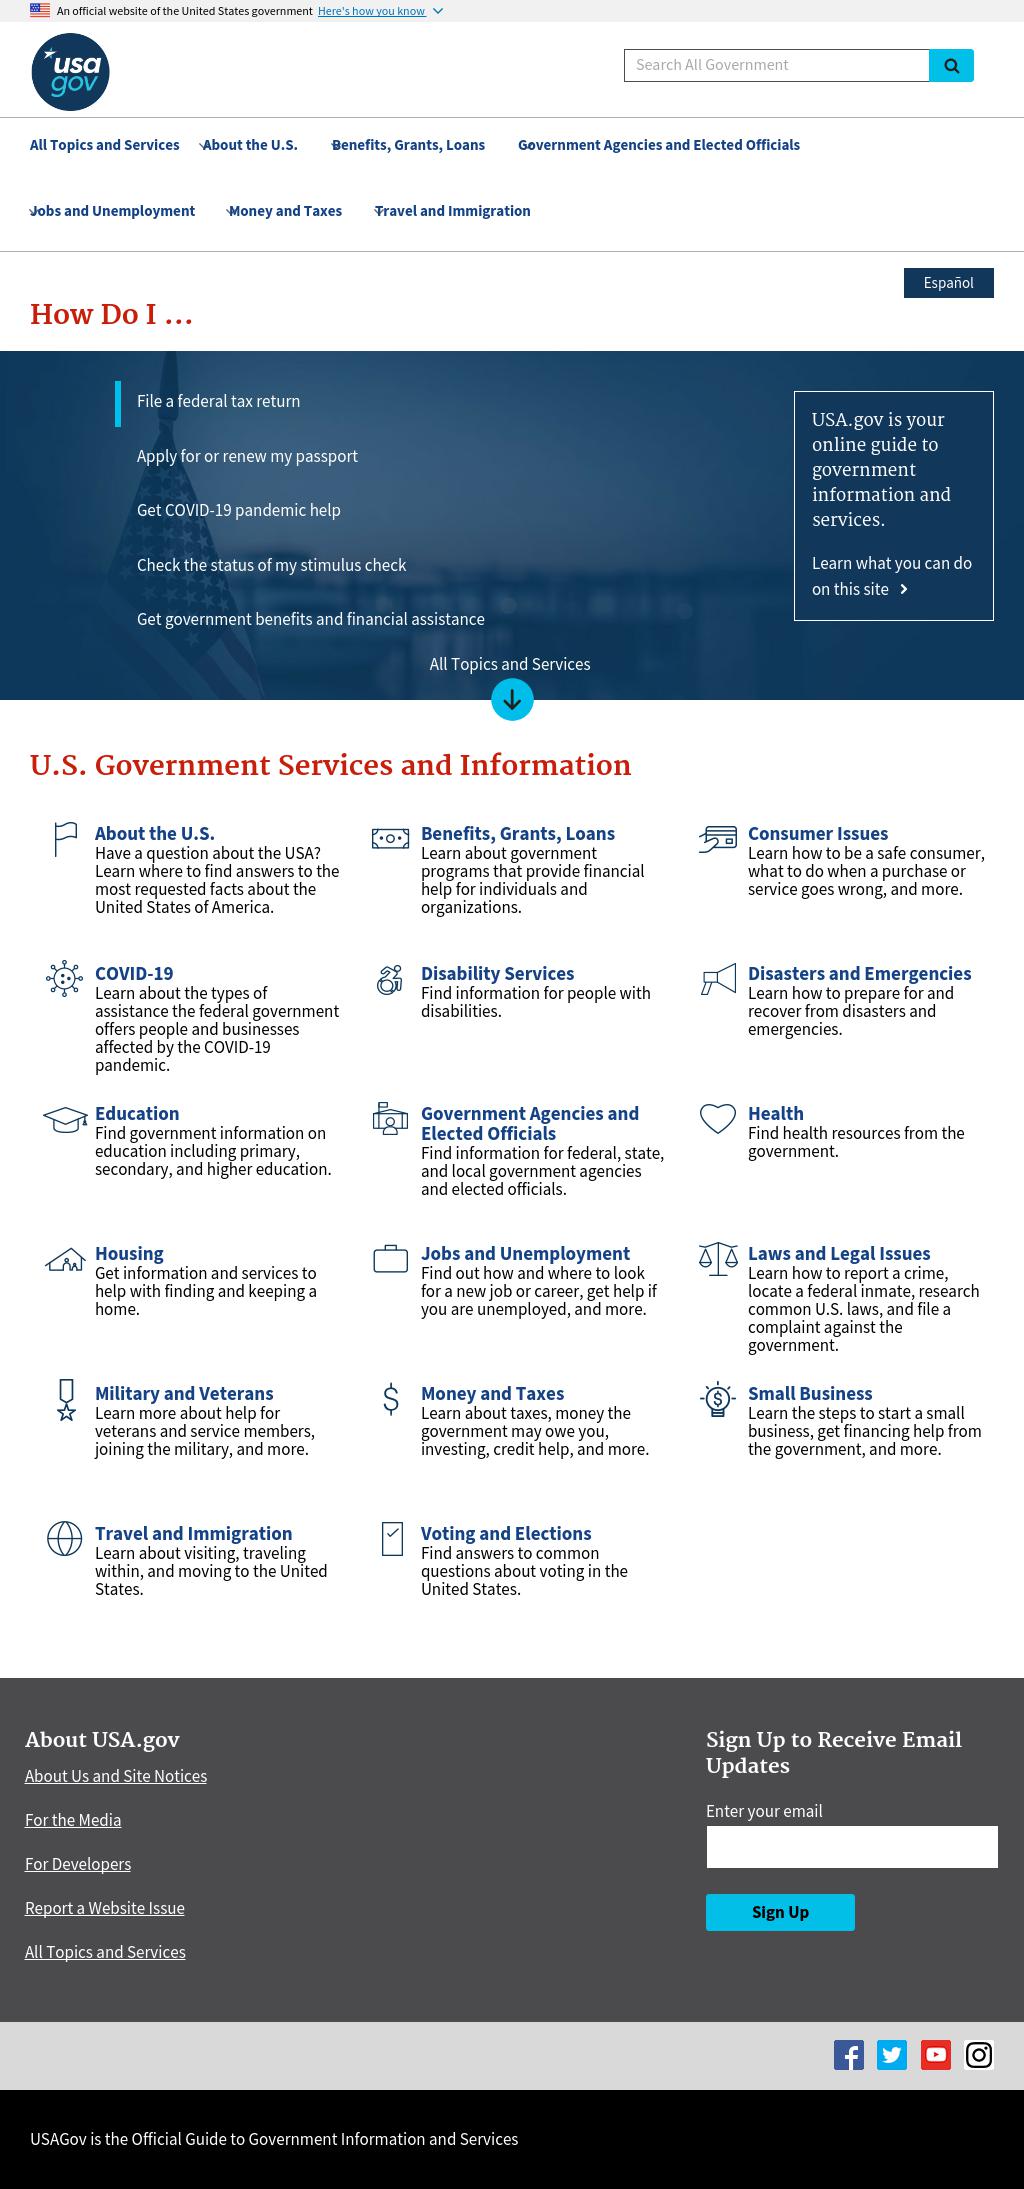 An official website of the United States government Here's how you know
usa
gov
Search All Government
All Topics and Services About the U.S. Benefits, Grants, Loans Government Agencies and Elected Officials
Jobs and Unemployment Money and Taxes Travel and Immigration
Español
How Do I ...
File a federal tax return
Apply for or renew my passport
Get COVID-19 pandemic help
Check the status of my stimulus check
Get government benefits and financial assistance
USA.gov is your
online guide to
government
information and
services.
Learn what you can do
on this site
All Topics and Services
U.S. Government Services and Information
About the U.S.
Have a question about the USA?
Learn where to find answers to the
most requested facts about the
United States of America.
Benefits, Grants, Loans
Learn about government
programs that provide financial
help for individuals and
organizations.
Consumer Issues
Learn how to be a safe consumer,
what to do when a purchase or
service goes wrong, and more.
COVID-19
Learn about the types of
assistance the federal government
offers people and businesses
affected by the COVID-19
pandemic.
Disability Services
Find information for people with
disabilities.
Disasters and Emergencies
Learn how to prepare for and
recover from disasters and
emergencies.
Education
Find government information on
education including primary,
secondary, and higher education.
Government Agencies and
Elected Officials
Find information for federal, state,
and local government agencies
and elected officials.
Health
Find health resources from the
government.
Housing
Get information and services to
help with finding and keeping a
home.
Jobs and Unemployment
Find out how and where to look
for a new job or career, get help if
you are unemployed, and more.
Laws and Legal Issues
Learn how to report a crime,
locate a federal inmate, research
common U.S. laws, and file a
complaint against the
government.
Military and Veterans
Learn more about help for
veterans and service members,
joining the military, and more.
Money and Taxes
Learn about taxes, money the
government may owe you,
investing, credit help, and more.
Small Business
Learn the steps to start a small
business, get financing help from
the government, and more.
Travel and Immigration
Learn about visiting, traveling
within, and moving to the United
States.
Voting and Elections
Find answers to common
questions about voting in the
United States.
About USA.gov
About Us and Site Notices
For the Media
For Developers
Report a Website Issue
All Topics and Services
Sign Up to Receive Email
Updates
Enter your email
Sign Up
USAGov is the Official Guide to Government Information and Services